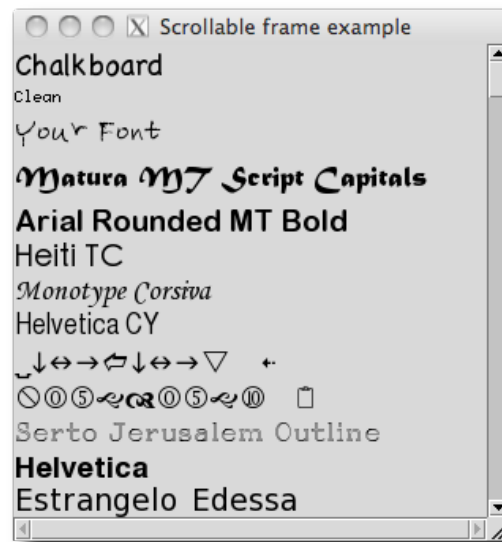 Scrollable frame example
Chalkboard
Clean
Your Font
Matura MT Script Capitals
Arial Rounded MT Bold
Heiti TC
Monotype Corsiva
Helvetica CY
␣↓⇔→⇦↓⇔→▽ ⇠
🛇⓪⑤⓪⑤⑩ 📋
Serto Jerusalem Outline
Helvetica
Estrangelo Edessa